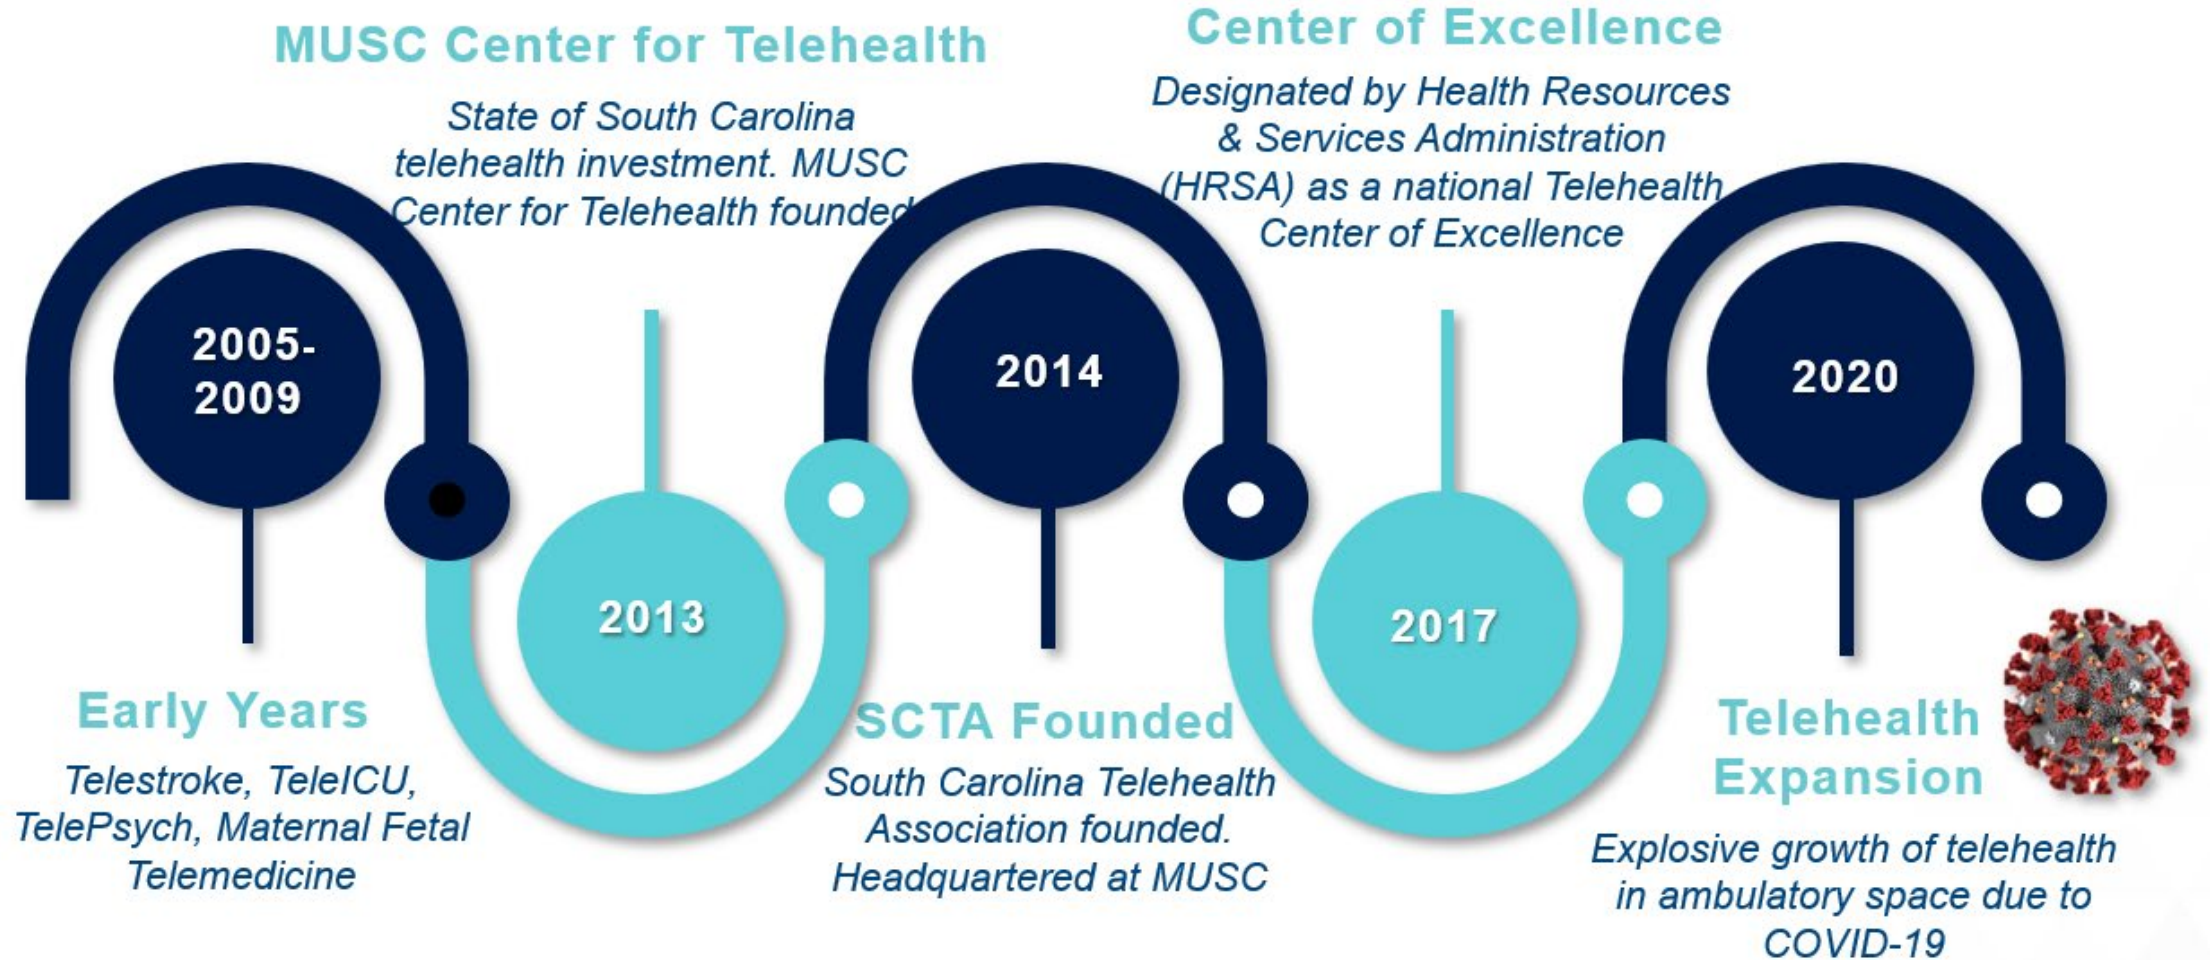 MUSC Center for Telehealth
State of South Carolina
telehealth investment. MUSC
Center for Telehealth founded
Center of Excellence
Designated by Health Resources
& Services Administration
(HRSA) as a national Telehealth
Center of Excellence
2005-
2009
2013
2014
2017
2020
Early Years
Telestroke, TeleICU,
TelePsych, Maternal Fetal
Telemedicine
SCTA Founded
South Carolina Telehealth
Association founded.
Headquartered at MUSC
Telehealth
Expansion
Explosive growth of telehealth
in ambulatory space due to
COVID-19